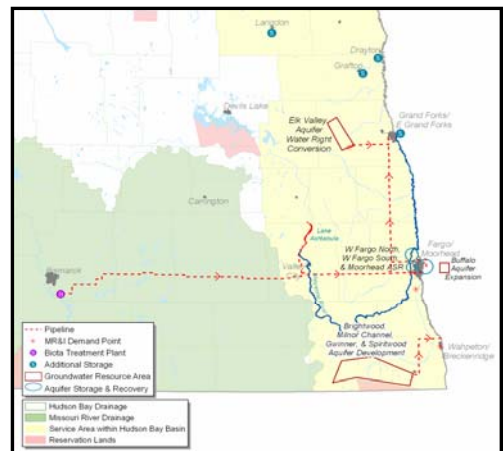 Langdon
Drayton
Grafton
Devils Lake
Grand Forks/
E Grand Forks
Elk Valley
Aquifer
Water Right
Conversion
Carrington
Lake
Ashtabula
W Fargo North,
W Fargo South,
& Moorhead ASR
Fargo/
Moorhead
Buffalo
Aquifer
Expansion
Bismarck
Valley
Brightwood,
Milnor Channel,
Gwinner, & Spiritwood
Aquifer Development
Wahpeton/
Breckenridge
Pipeline
MR&I Demand Point
B Biota Treatment Plant
S Additional Storage
Groundwater Resource Area
Aquifer Storage & Recovery
Hudson Bay Drainage
Missouri River Drainage
Service Area within Hudson Bay Basin
Reservation Lands